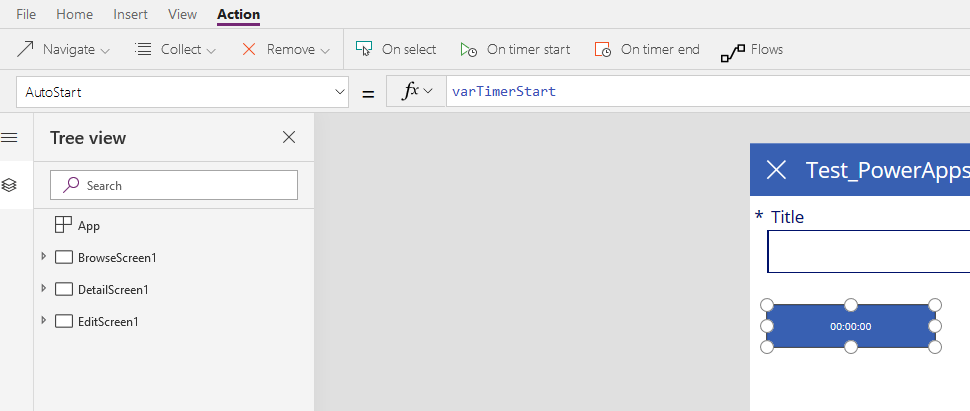 File Home Insert View Action
Navigate Collect Remove On select On timer start On timer end Flows
AutoStart = fx varTimerStart
Tree view
Search
App
BrowseScreen1
DetailScreen1
EditScreen1
Test_PowerApps
* Title
00:00:00